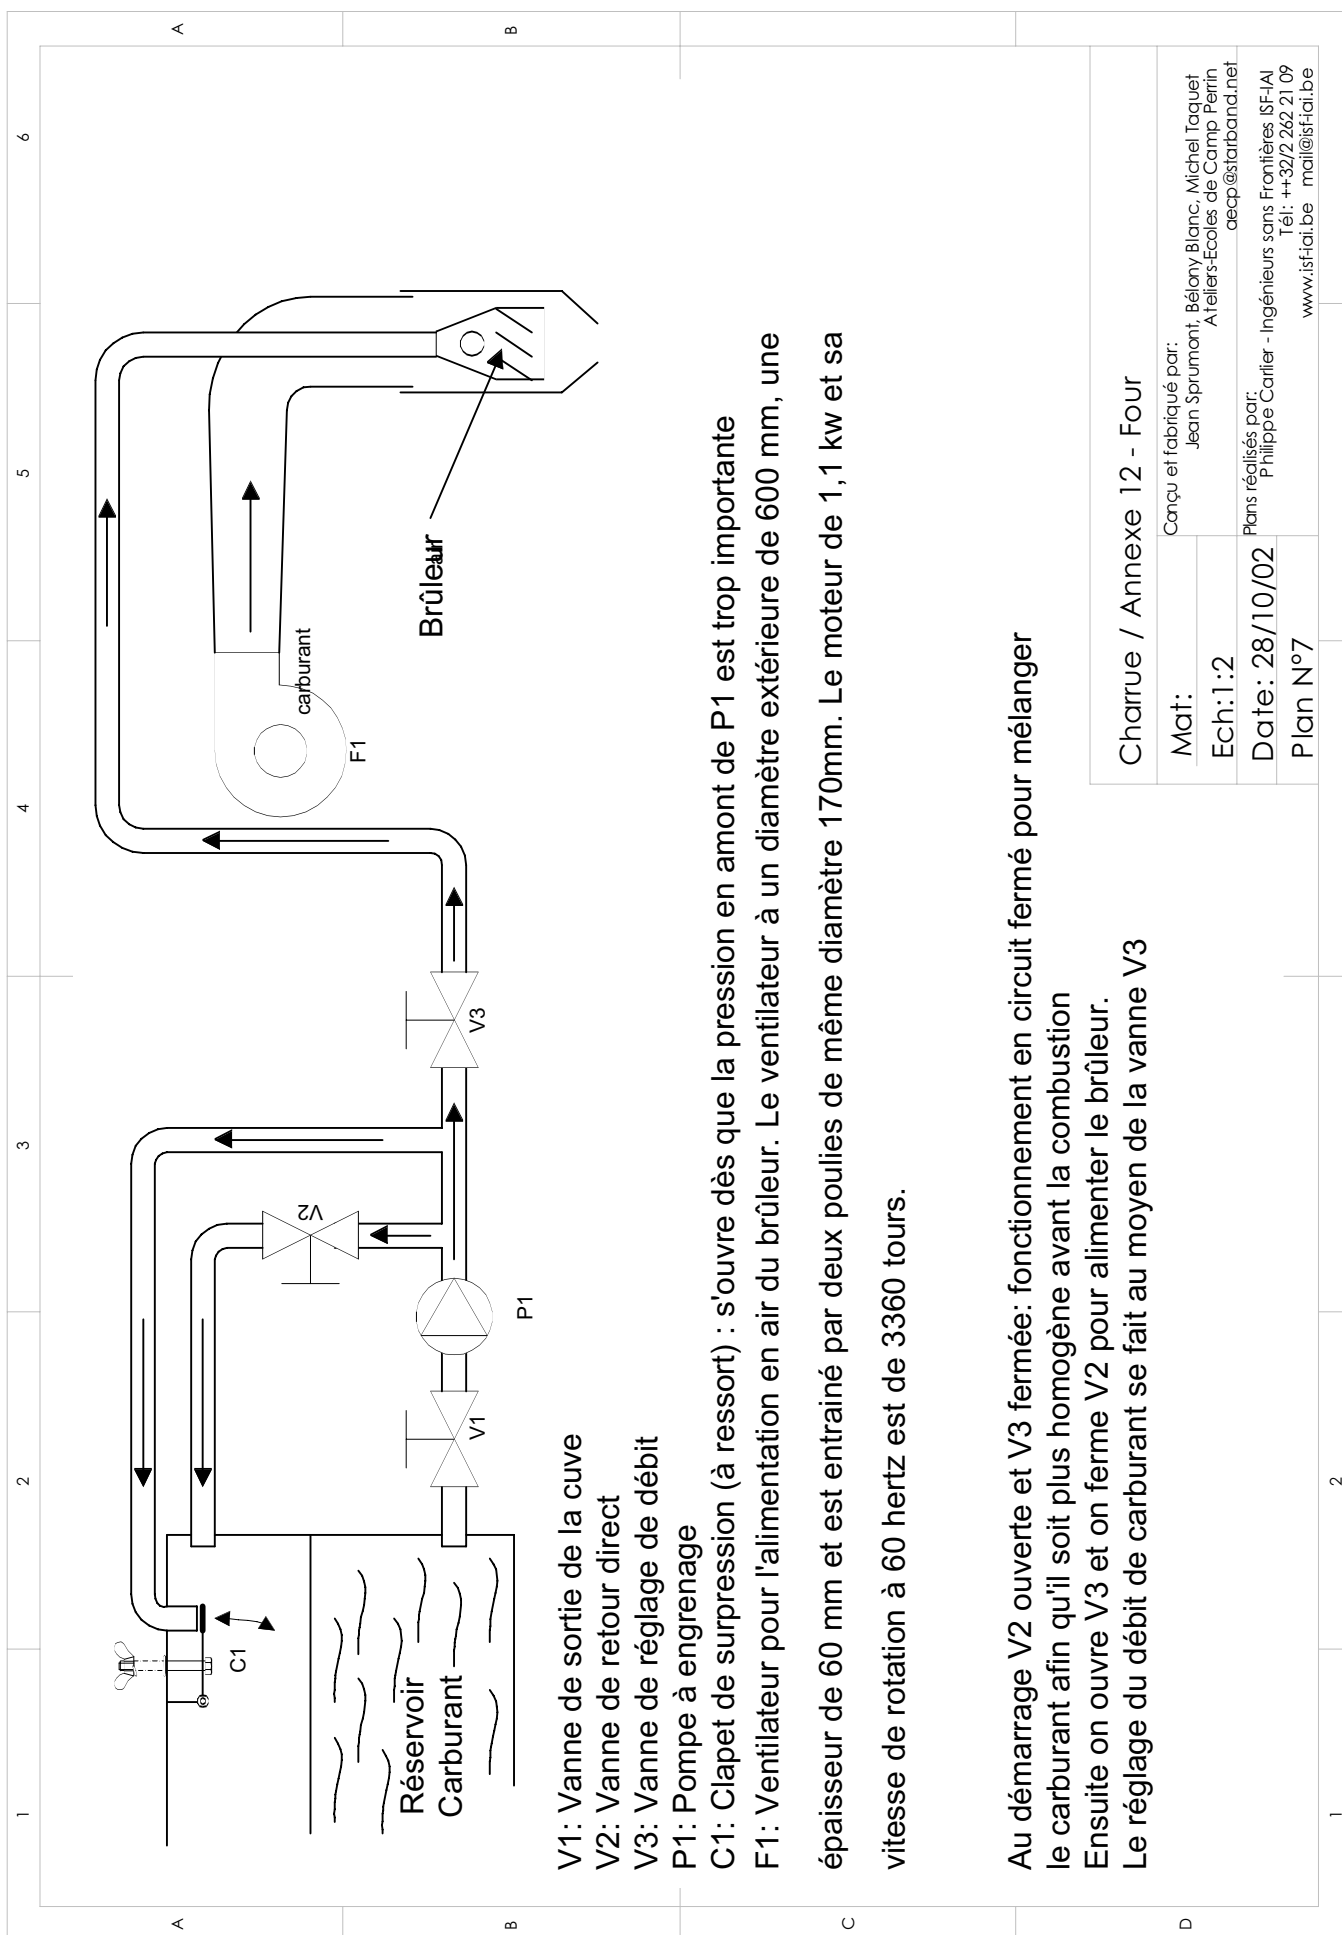 1
2
3
4
5
6
A
A
B
B
C
D
1
2
C1
Réservoir
Carburant
V1
P1
V2
V3
F1
carburant
Brûleur
air
V1: Vanne de sortie de la cuve
V2: Vanne de retour direct
V3: Vanne de réglage de débit
P1: Pompe à engrenage
C1: Clapet de surpression (à ressort) : s'ouvre dès que la pression en amont de P1 est trop importante
F1: Ventilateur pour l'alimentation en air du brûleur. Le ventilateur à un diamètre extérieure de 600 mm, une
épaisseur de 60 mm et est entrainé par deux poulies de même diamètre 170mm. Le moteur de 1,1 kw et sa
vitesse de rotation à 60 hertz est de 3360 tours.
Au démarrage V2 ouverte et V3 fermée: fonctionnement en circuit fermé pour mélanger
le carburant afin qu'il soit plus homogène avant la combustion
Ensuite on ouvre V3 et on ferme V2 pour alimenter le brûleur.
Le réglage du débit de carburant se fait au moyen de la vanne V3
Charrue / Annexe 12 - Four
Mat:
Ech:1:2
Date: 28/10/02
Plan N°7
Conçu et fabriqué par:
Jean Sprumont, Bélony Blanc, Michel Taquet
Ateliers-Ecoles de Camp Perrin
aecp@starband.net
Plans réalisés par:
Philippe Carlier - Ingénieurs sans Frontières ISF-IAI
Tél: ++32/2 262 21 09
www.isf-iai.be mail@isf-iai.be